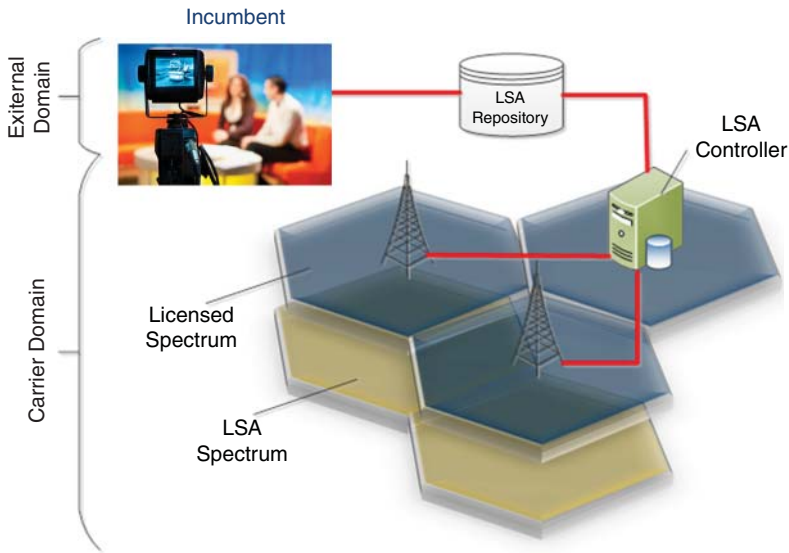 Incumbent
Exiternal
Domain
LSA
Repository
LSA
Controller
Licensed
Spectrum
Carrier Domain
LSA
Spectrum